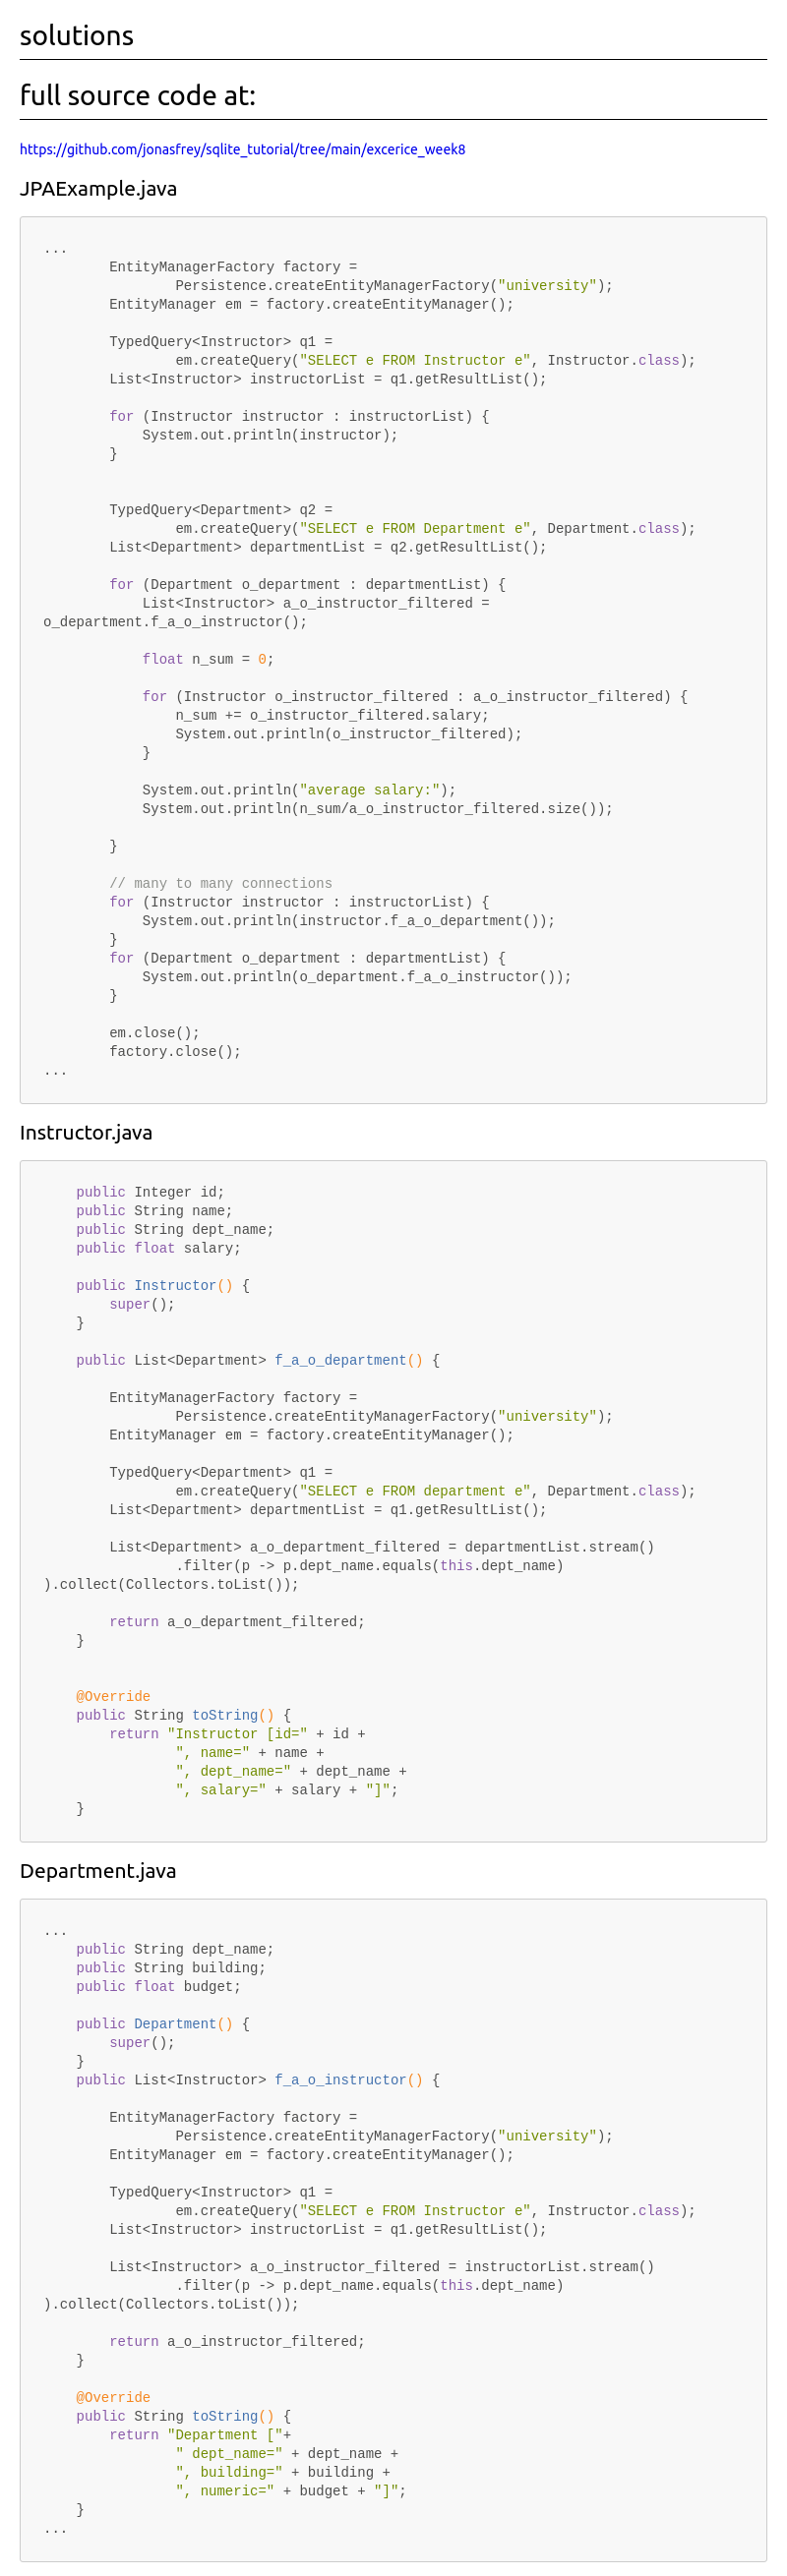 solutions
full source code at:
https://github.com/jonasfrey/sqlite_tutorial/tree/main/excerice_week8
JPAExample.java
...
        EntityManagerFactory factory =
                Persistence.createEntityManagerFactory("university");
        EntityManager em = factory.createEntityManager();

        TypedQuery<Instructor> q1 =
                em.createQuery("SELECT e FROM Instructor e", Instructor.class);
        List<Instructor> instructorList = q1.getResultList();

        for (Instructor instructor : instructorList) {
            System.out.println(instructor);
        }


        TypedQuery<Department> q2 =
                em.createQuery("SELECT e FROM Department e", Department.class);
        List<Department> departmentList = q2.getResultList();

        for (Department o_department : departmentList) {
            List<Instructor> a_o_instructor_filtered =
o_department.f_a_o_instructor();

            float n_sum = 0;

            for (Instructor o_instructor_filtered : a_o_instructor_filtered) {
                n_sum += o_instructor_filtered.salary;
                System.out.println(o_instructor_filtered);
            }

            System.out.println("average salary:");
            System.out.println(n_sum/a_o_instructor_filtered.size());

        }

        // many to many connections
        for (Instructor instructor : instructorList) {
            System.out.println(instructor.f_a_o_department());
        }
        for (Department o_department : departmentList) {
            System.out.println(o_department.f_a_o_instructor());
        }

        em.close();
        factory.close();
...
Instructor.java
    public Integer id;
    public String name;
    public String dept_name;
    public float salary;

    public Instructor() {
        super();
    }

    public List<Department> f_a_o_department() {

        EntityManagerFactory factory =
                Persistence.createEntityManagerFactory("university");
        EntityManager em = factory.createEntityManager();

        TypedQuery<Department> q1 =
                em.createQuery("SELECT e FROM department e", Department.class);
        List<Department> departmentList = q1.getResultList();

        List<Department> a_o_department_filtered = departmentList.stream()
                .filter(p -> p.dept_name.equals(this.dept_name)
).collect(Collectors.toList());

        return a_o_department_filtered;
    }


    @Override
    public String toString() {
        return "Instructor [id=" + id +
                ", name=" + name +
                ", dept_name=" + dept_name +
                ", salary=" + salary + "]";
    }
Department.java
...
    public String dept_name;
    public String building;
    public float budget;

    public Department() {
        super();
    }
    public List<Instructor> f_a_o_instructor() {

        EntityManagerFactory factory =
                Persistence.createEntityManagerFactory("university");
        EntityManager em = factory.createEntityManager();

        TypedQuery<Instructor> q1 =
                em.createQuery("SELECT e FROM Instructor e", Instructor.class);
        List<Instructor> instructorList = q1.getResultList();

        List<Instructor> a_o_instructor_filtered = instructorList.stream()
                .filter(p -> p.dept_name.equals(this.dept_name)
).collect(Collectors.toList());

        return a_o_instructor_filtered;
    }

    @Override
    public String toString() {
        return "Department ["+
                " dept_name=" + dept_name +
                ", building=" + building +
                ", numeric=" + budget + "]";
    }
...